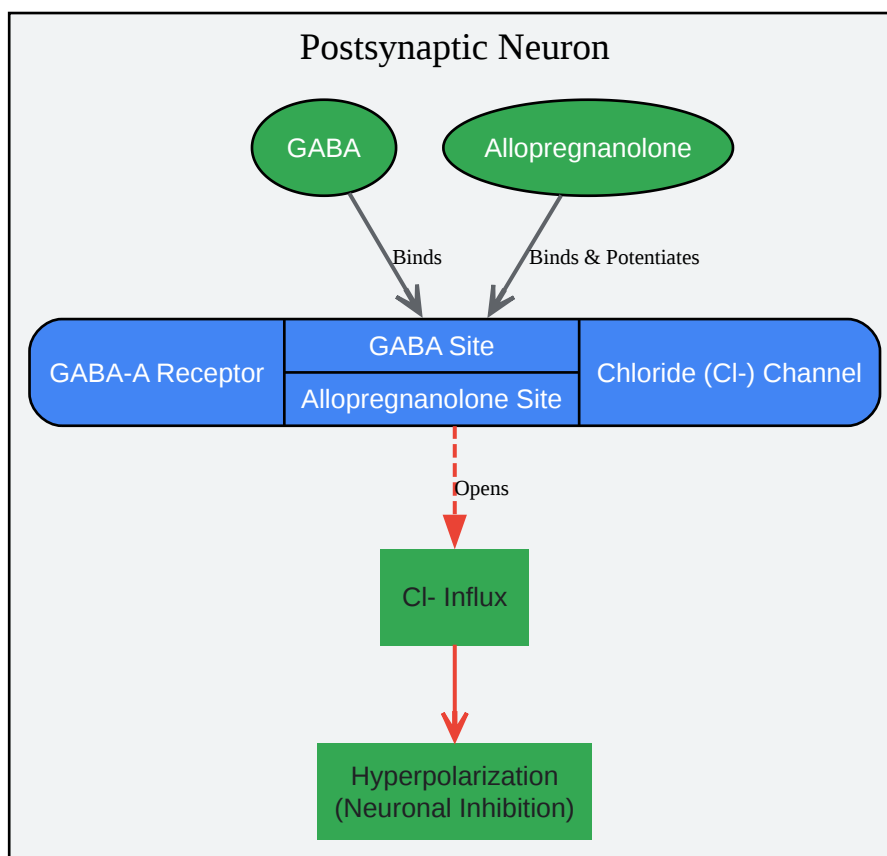 Postsynaptic Neuron
GABA
Allopregnanolone
Binds
Binds & Potentiates
GABA-A Receptor
GABA Site
Allopregnanolone Site
Chloride (Cl-) Channel
Opens
Cl- Influx
Hyperpolarization
(Neuronal Inhibition)